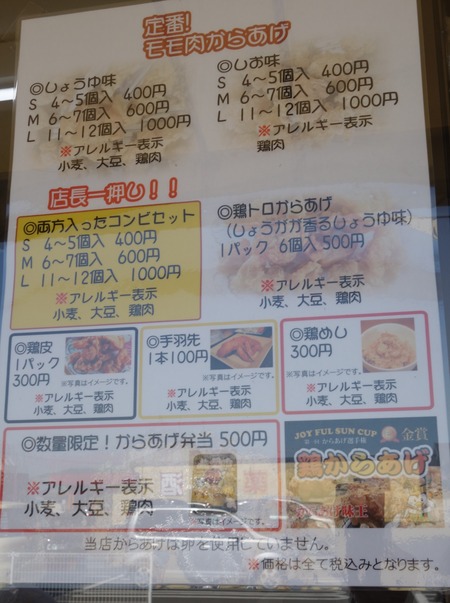 定番!
モモ肉からあげ
◎しょうゆ味
S 4〜5個入 400円
M 6〜7個入 600円
L 11〜12個入 1000円
※アレルギー表示
小麦、大豆、鶏肉
◎しお味
S 4〜5個入 400円
M 6〜7個入 600円
L 11〜12個入 1000円
※アレルギー表示
鶏肉
店長一押し!!
◎両方入ったコンビセット
S 4〜5個入 400円
M 6〜7個入 600円
L 11〜12個入 1000円
※アレルギー表示
小麦、大豆、鶏肉
◎鶏トロからあげ
(しょうがが香るしょうゆ味)
1パック 6個入 500円
※アレルギー表示
小麦、大豆、鶏肉
◎鶏皮
1パック
300円
※写真はイメージです。
※アレルギー表示
小麦、大豆、鶏肉
◎手羽先
1本100円
※写真はイメージです。
※アレルギー表示
小麦、大豆、鶏肉
◎鶏めし
300円
※写真はイメージです。
※アレルギー表示
小麦、大豆、鶏肉
◎数量限定!からあげ弁当 500円
※アレルギー表示
小麦、大豆、鶏肉
写真はイメージです。
JOY FUL SUN CUP
からあげ選手権
金賞
鶏からあげ
当店からあげは卵を使用していません。
※価格は全て税込みとなります。